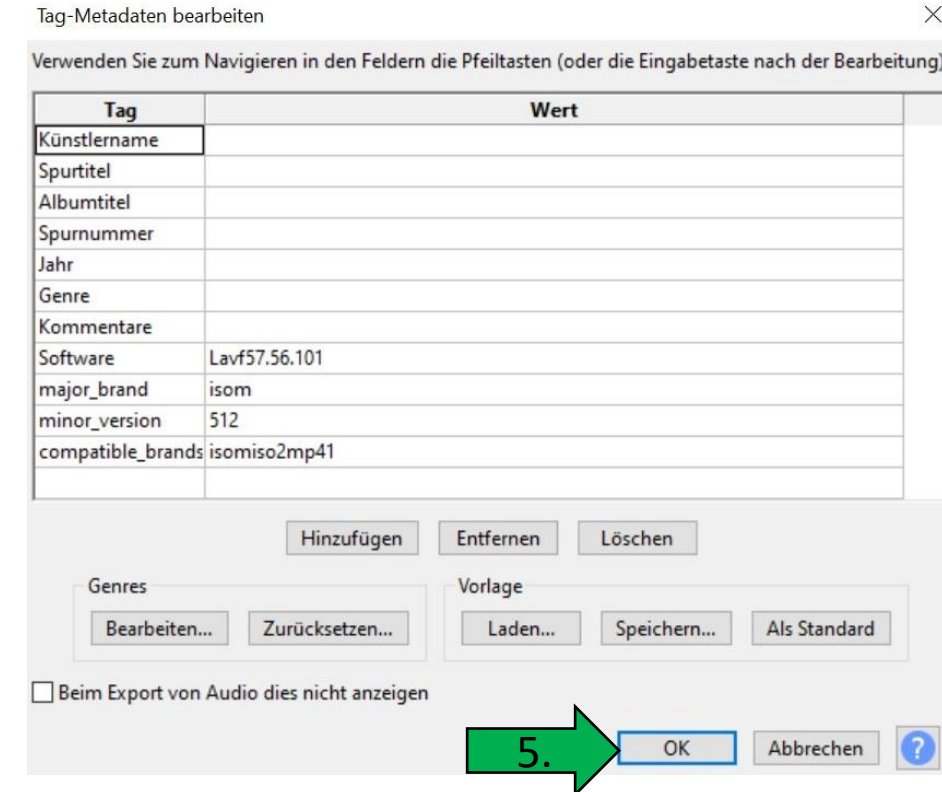 Tag-Metadaten bearbeiten
Verwenden Sie zum Navigieren in den Feldern die Pfeiltasten (oder die Eingabetaste nach der Bearbeitung)
Tag Wert
Künstlername
Spurtitel
Albumtitel
Spurnummer
Jahr
Genre
Kommentare
Software Lavf57.56.101
major_brand isom
minor_version 512
compatible_brands isomiso2mp41
Hinzufügen Entfernen Löschen
Genres Vorlage
Bearbeiten... Zurücksetzen... Laden... Speichern... Als Standard
Beim Export von Audio dies nicht anzeigen
5. OK Abbrechen ?